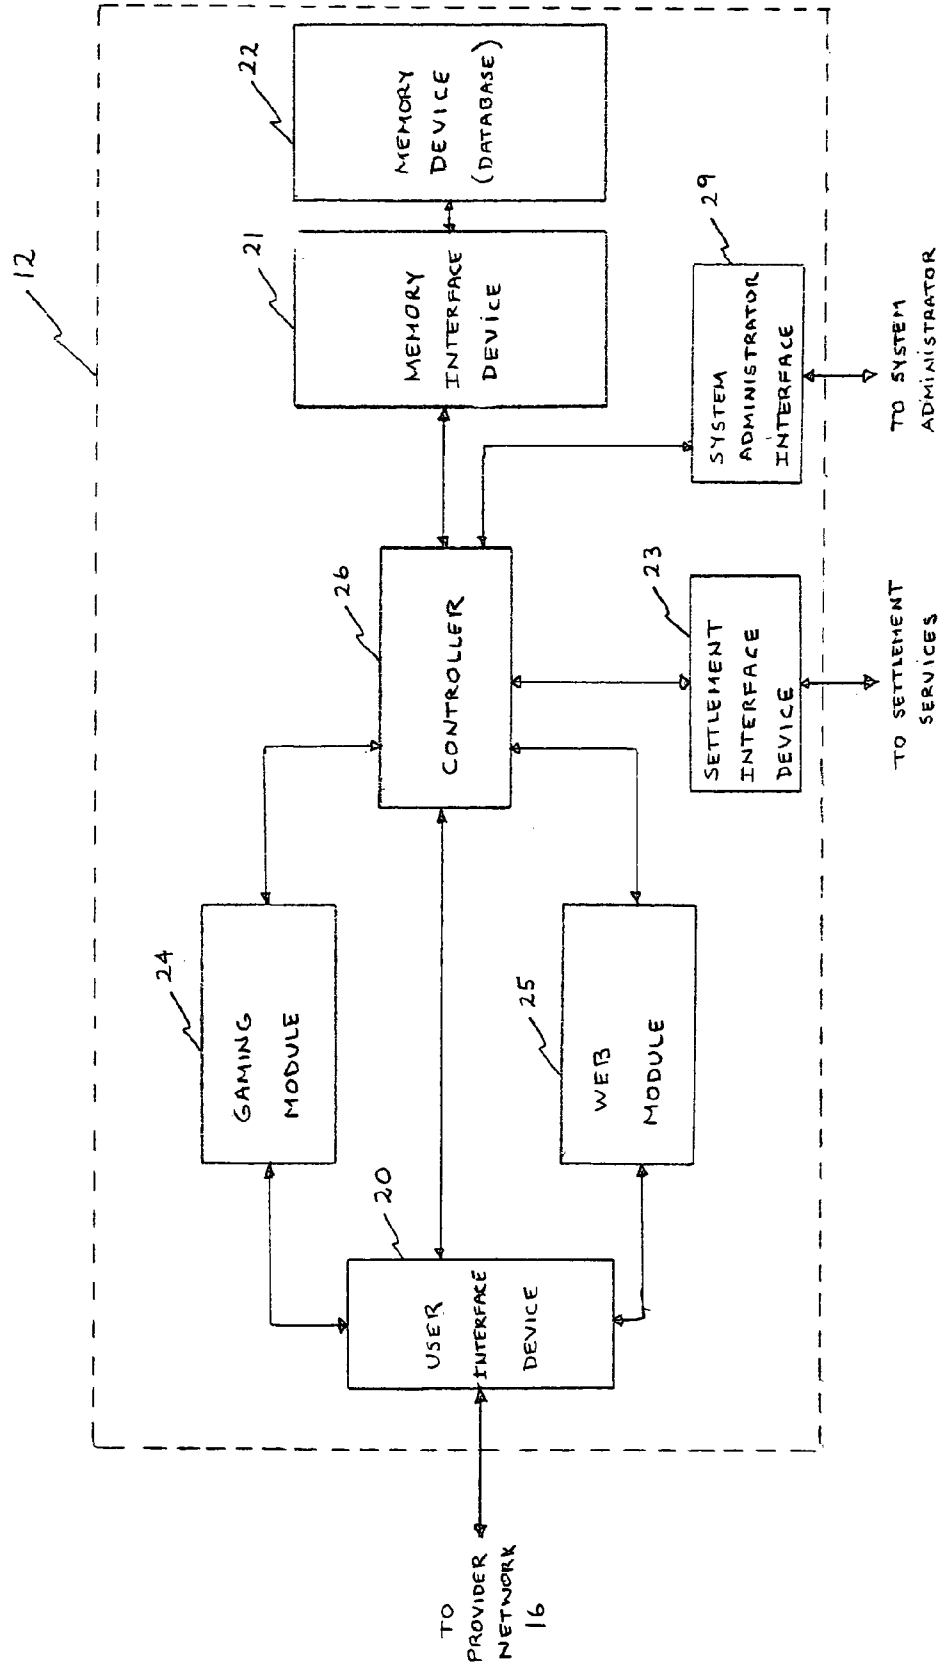 12
22
MEMORY
DEVICE
(DATABASE)
21
MEMORY
INTERFACE
DEVICE
29
SYSTEM
ADMINISTRATOR
INTERFACE
TO SYSTEM
ADMINISTRATOR
26
CONTROLLER
23
SETTLEMENT
INTERFACE
DEVICE
TO SETTLEMENT
SERVICES
24
GAMING
MODULE
25
WEB
MODULE
20
USER
INTERFACE
DEVICE
TO
PROVIDER
NETWORK
16